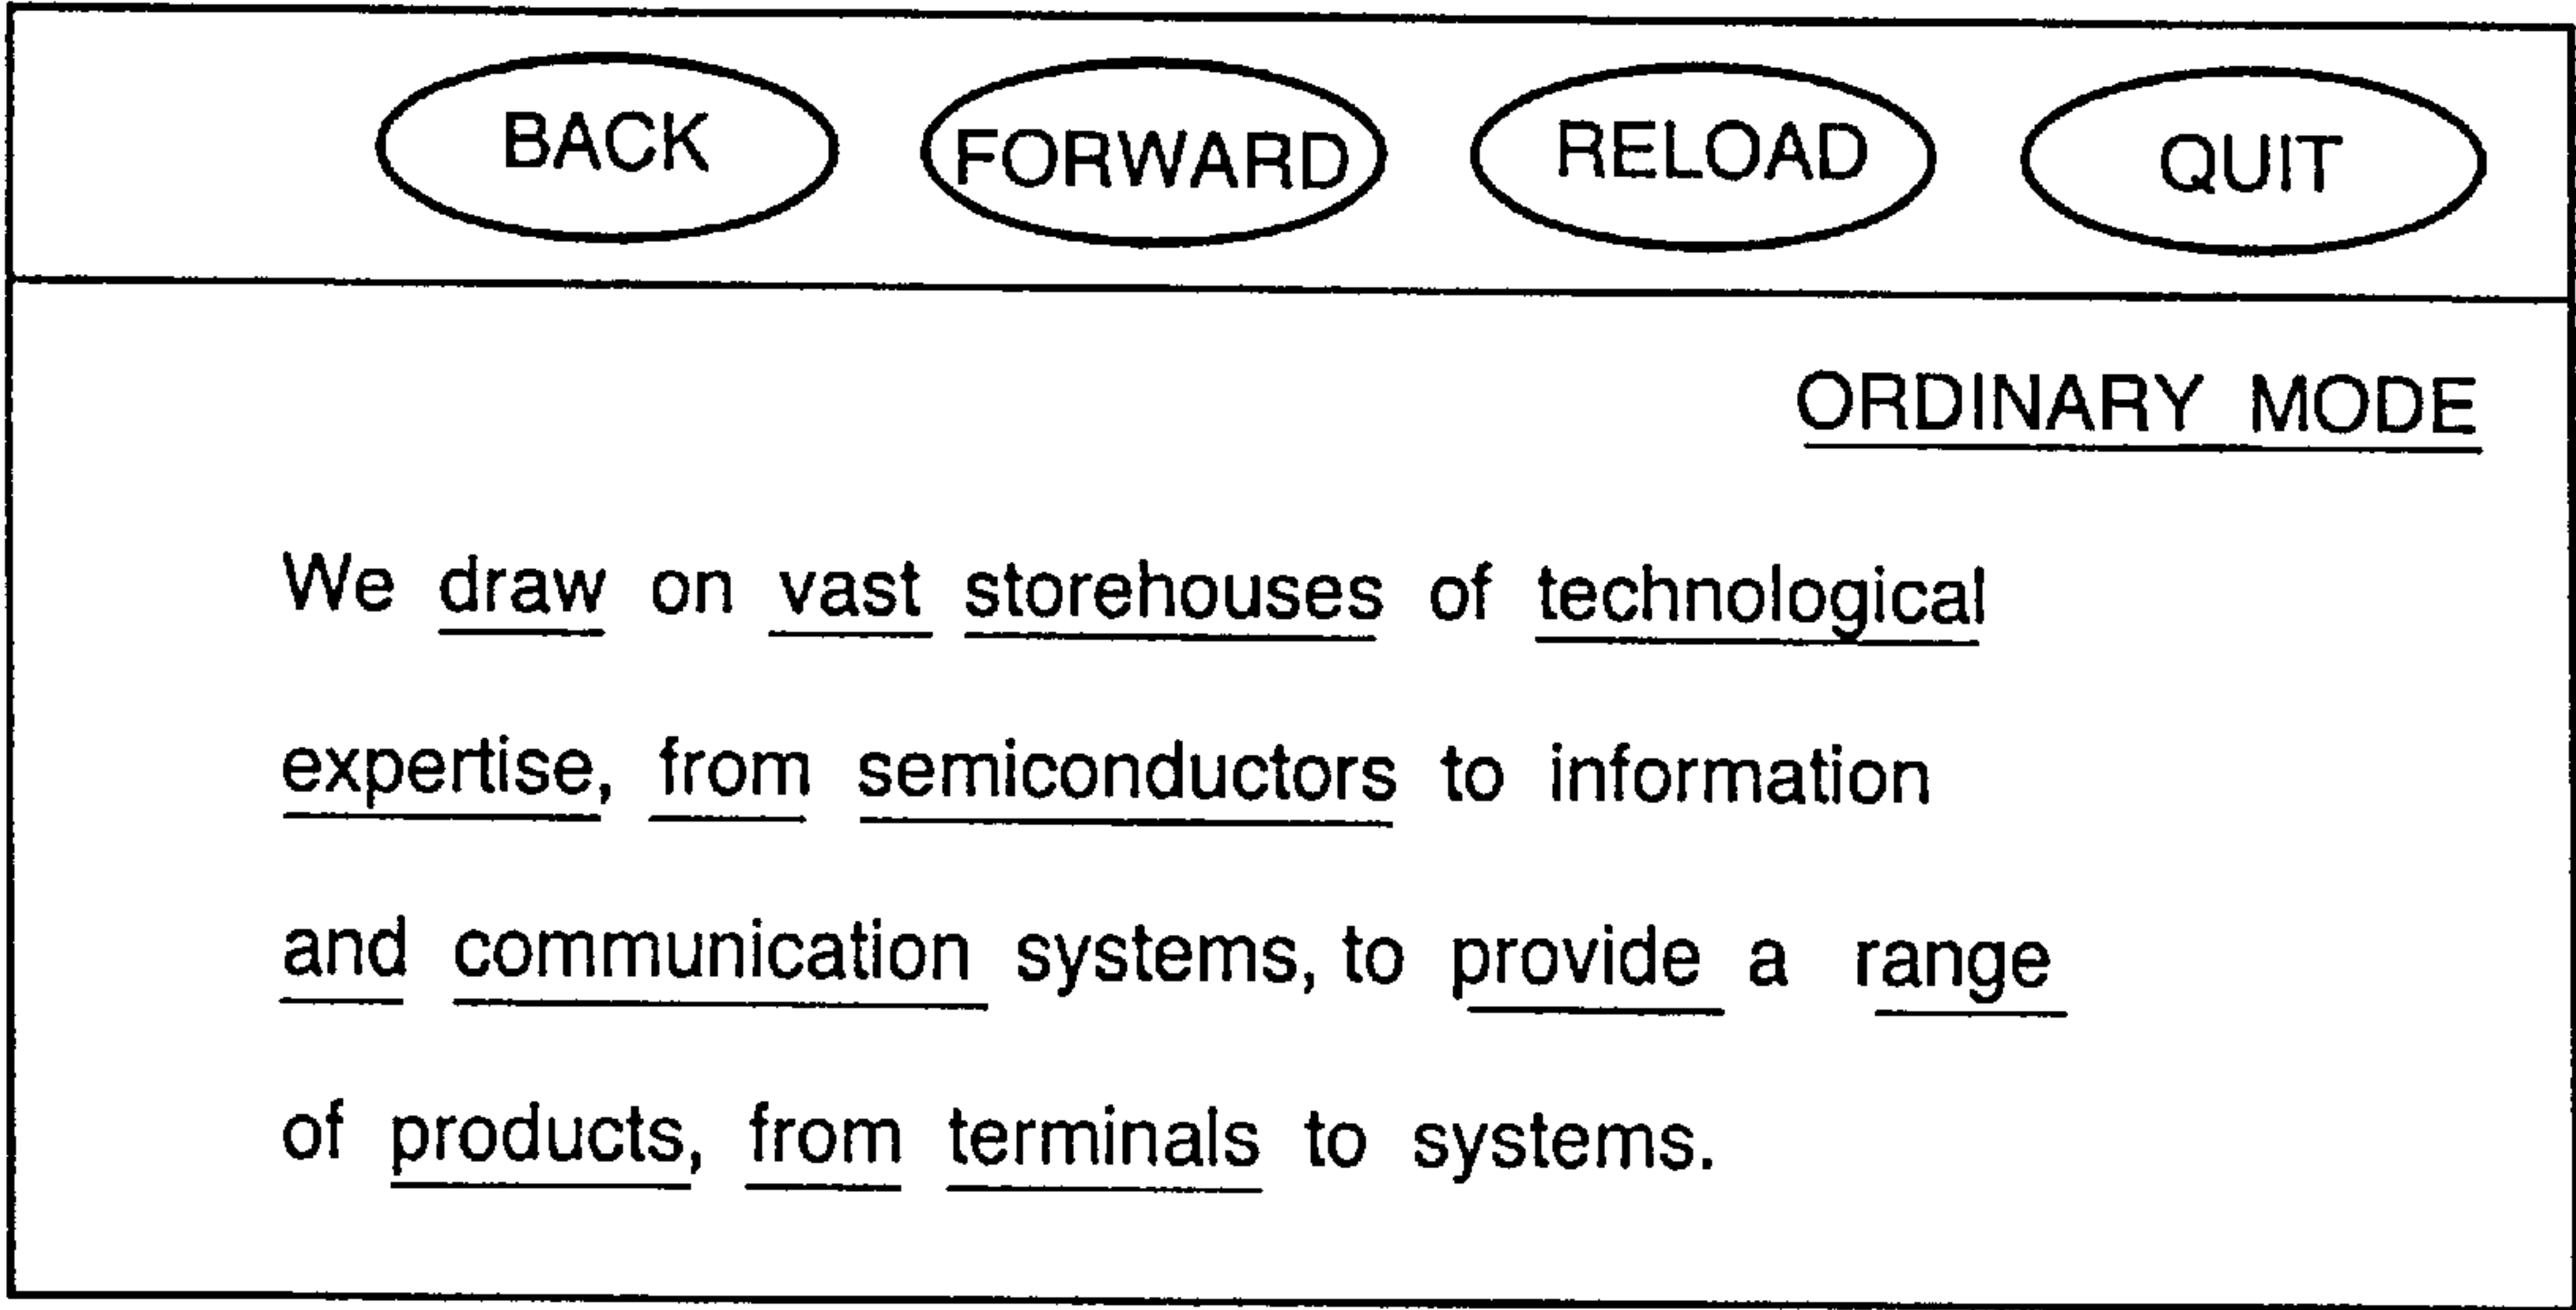 BACK FORWARD RELOAD QUIT
ORDINARY MODE
We draw on vast storehouses of technological
expertise, from semiconductors to information
and communication systems, to provide a range
of products, from terminals to systems.